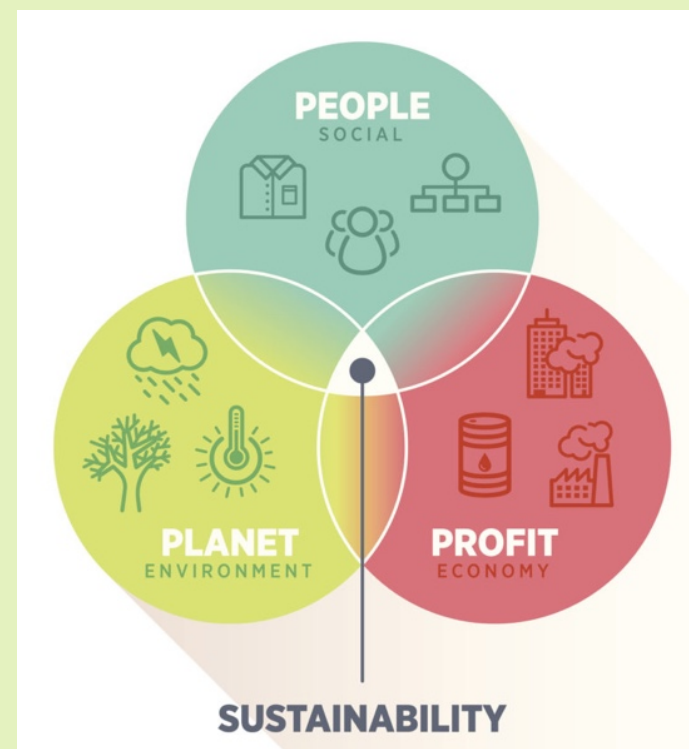 PEOPLE
SOCIAL
PLANET
ENVIRONMENT
PROFIT
ECONOMY
SUSTAINABILITY